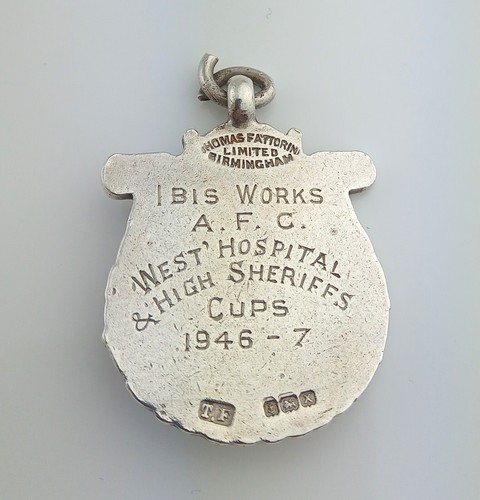 THOMAS FATTORINI
LIMITED
BIRMINGHAM
IBIS WORKS
A. F. C.
WEST' HOSPITAL
& HIGH SHERIFFS
CUPS
1946 - 7
T.F
X